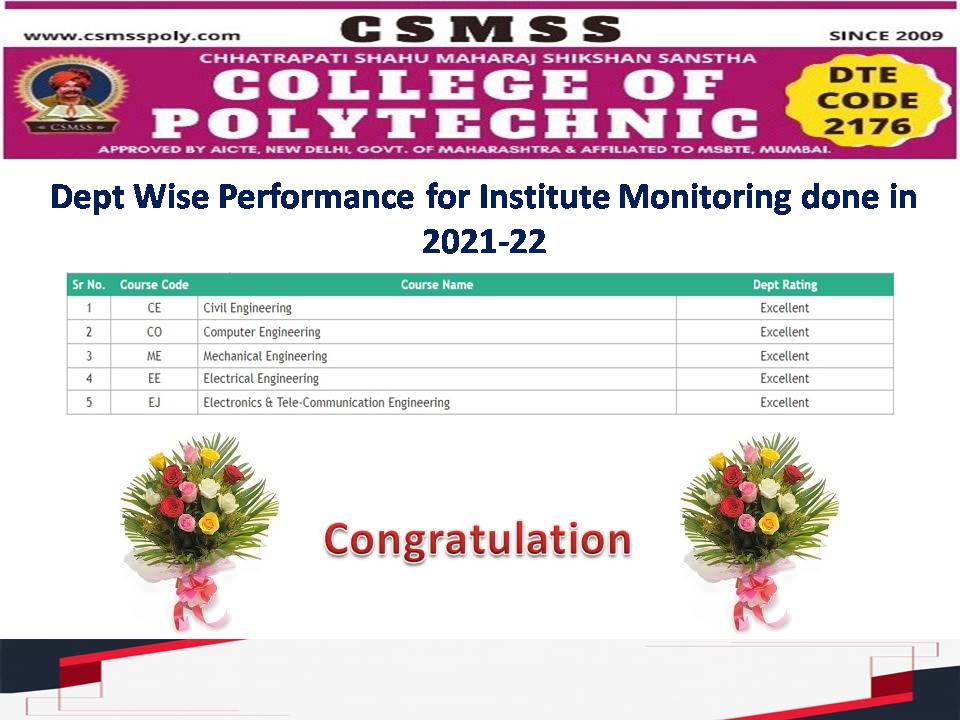 www.csmsspoly.com
CSMSS
SINCE 2009
CHHATRAPATI SHAHU MAHARAJ SHIKSHAN SANSTHA
COLLEGE OF
POLYTECHNIC
APPROVED BY AICTE, NEW DELHI, GOVT. OF MAHARASHTRA & AFFILIATED TO MSBTE, MUMBAI.
CSMSS
DTE
CODE
2176
Dept Wise Performance for Institute Monitoring done in
2021-22
Sr No. Course Code Course Name Dept Rating
1 CE Civil Engineering Excellent
2 CO Computer Engineering Excellent
3 ME Mechanical Engineering Excellent
4 EE Electrical Engineering Excellent
5 EJ Electronics & Tele-Communication Engineering Excellent
Congratulation